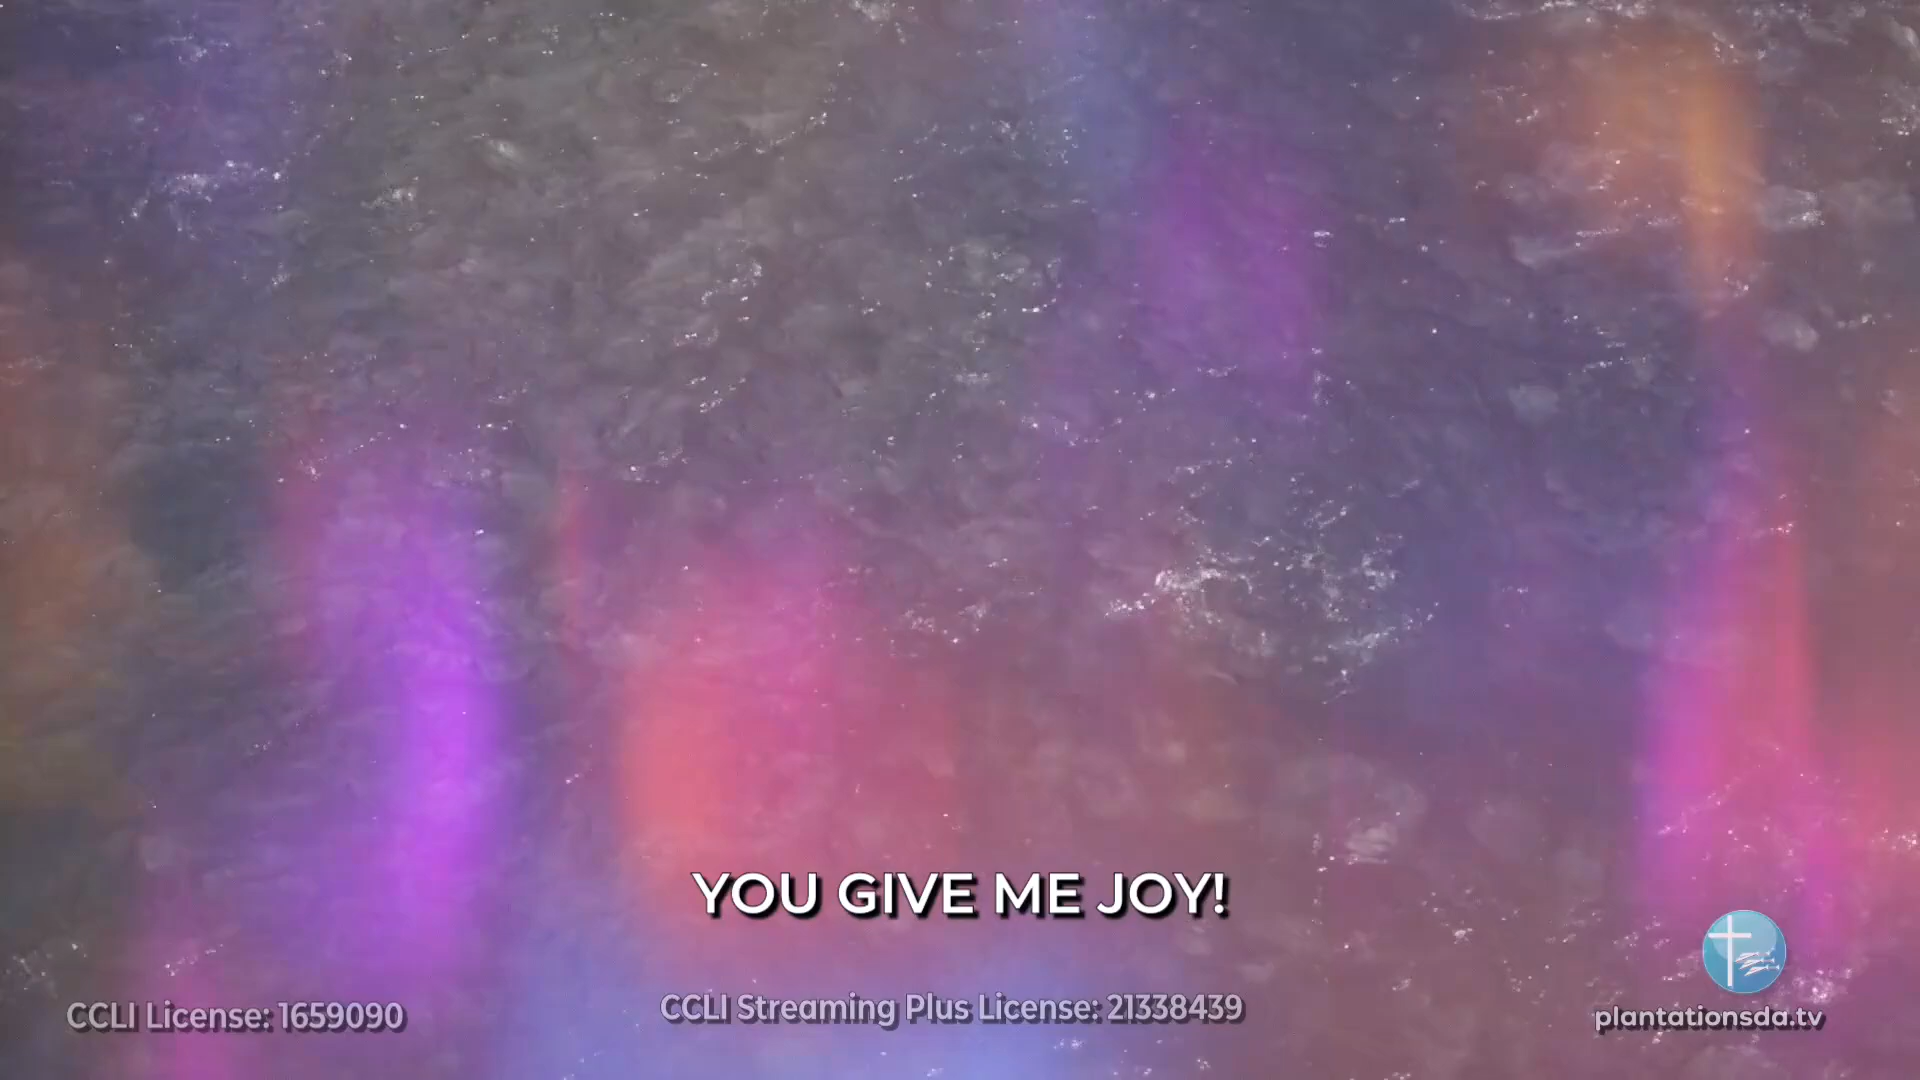 YOU GIVE ME JOY!
CCLI License: 1659090
CCLI Streaming Plus License: 21338439
plantationsda.tv